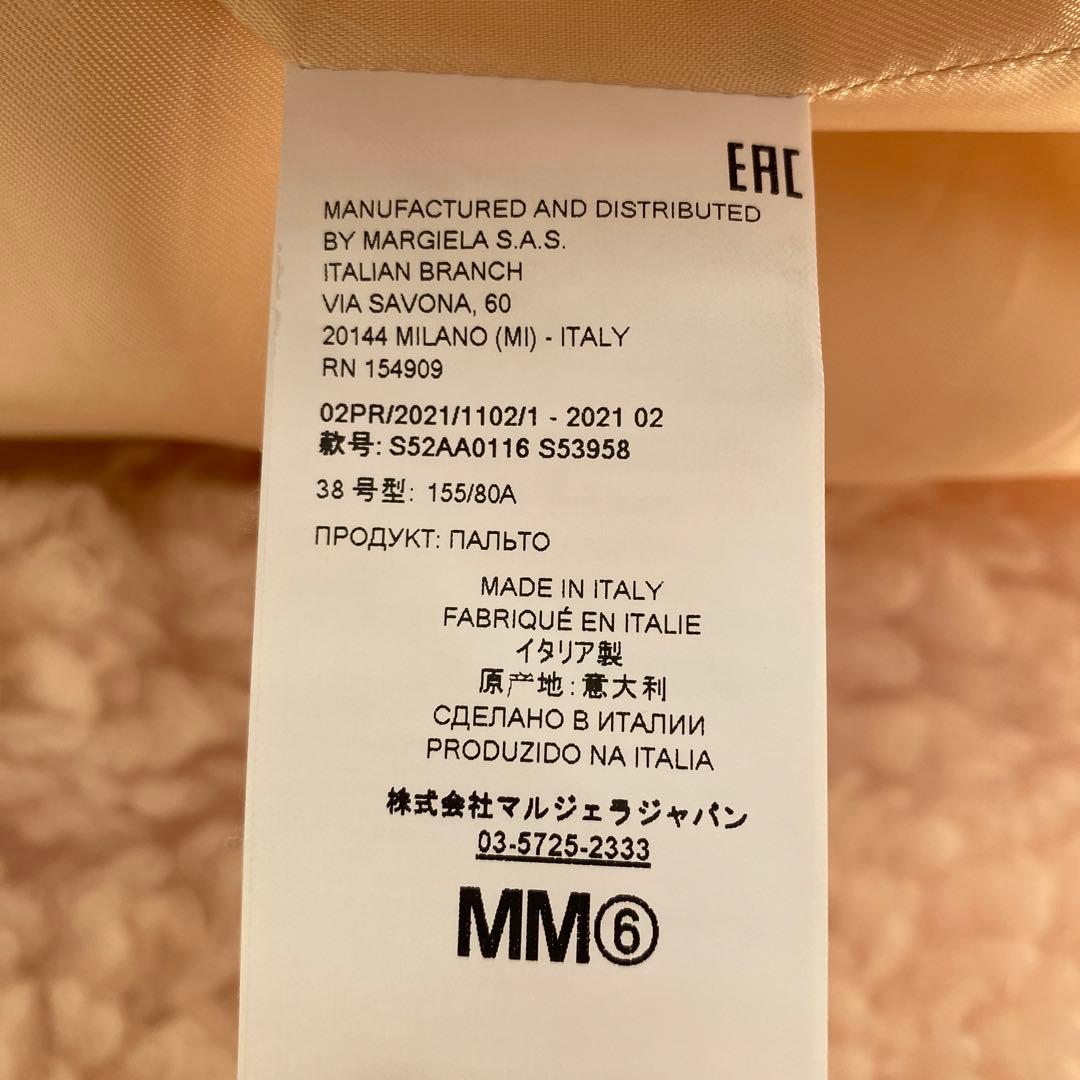 EAC
MANUFACTURED AND DISTRIBUTED
BY MARGIELA S.A.S.
ITALIAN BRANCH
VIA SAVONA, 60
20144 MILANO (MI) - ITALY
RN 154909
02PR/2021/1102/1 - 2021 02
款号: S52AA0116 S53958
38 号型: 155/80A
ПРОДУКТ: ПАЛЬТО
MADE IN ITALY
FABRIQUÉ EN ITALIE
イタリア製
原产地: 意大利
СДЕЛАНО В ИТАЛИИ
PRODUZIDO NA ITALIA
株式会社マルジェラジャパン
03-5725-2333
MM⑥